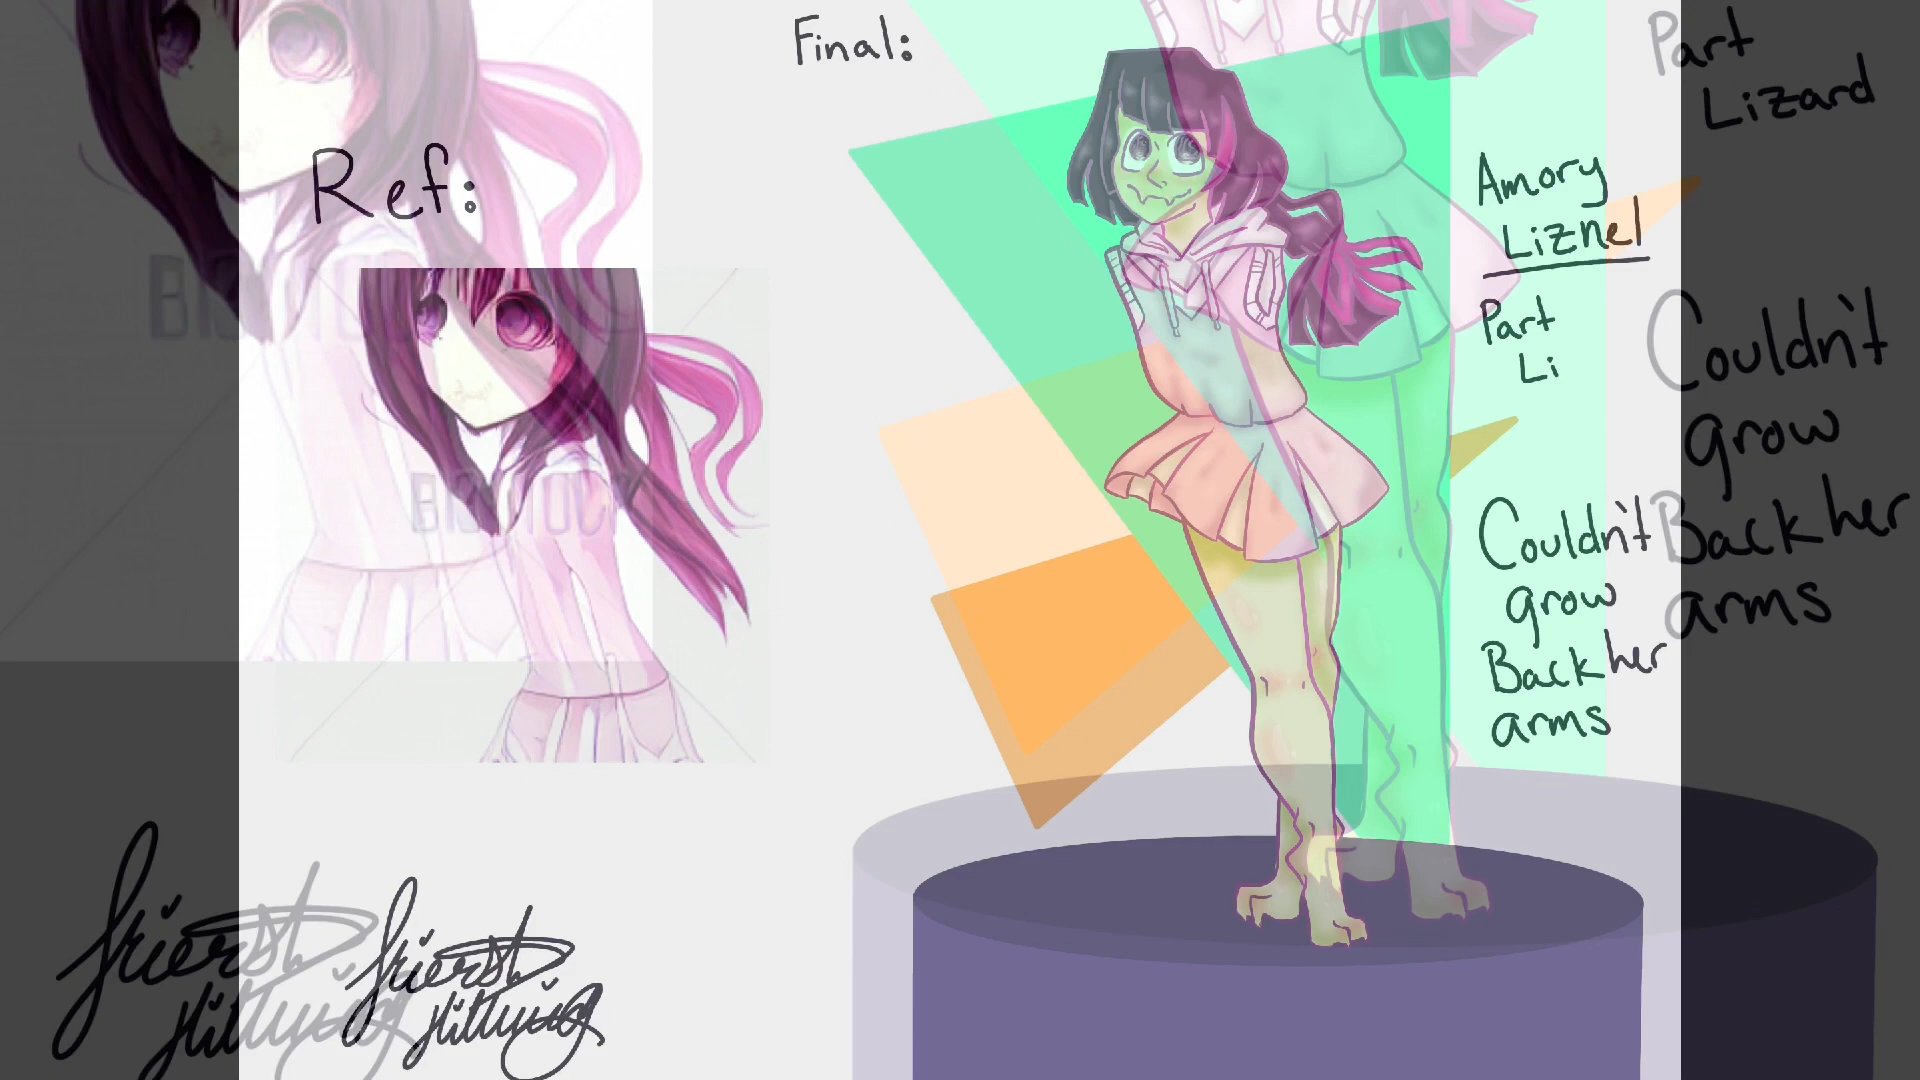 Final:
Ref:
Part
Lizard
Amory
Liznel
Part
Li
Couldn't
grow
Back her
arms
Couldn't
grow
Back her
arms